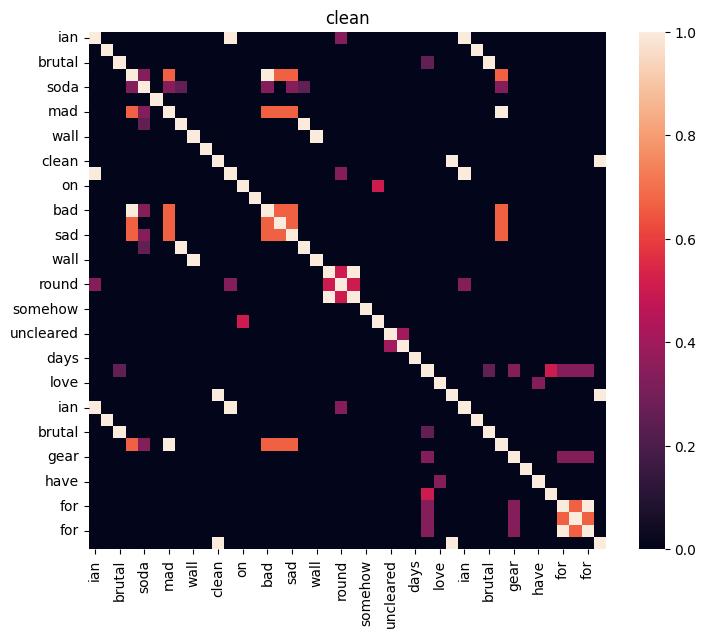 clean
ian
brutal
soda
mad
wall
clean
on
bad
sad
wall
round
somehow
uncleared
days
love
ian
brutal
gear
have
for
for
1.0
0.8
0.6
0.4
0.2
0.0
ian
brutal
soda
mad
wall
clean
on
bad
sad
wall
round
somehow
uncleared
days
love
ian
brutal
gear
have
for
for